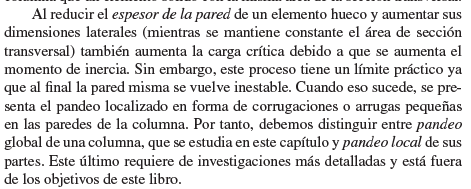 Al reducir el espesor de la pared de un elemento hueco y aumentar sus
dimensiones laterales (mientras se mantiene constante el área de sección
transversal) también aumenta la carga crítica debido a que se aumenta el
momento de inercia. Sin embargo, este proceso tiene un límite práctico ya
que al final la pared misma se vuelve inestable. Cuando eso sucede, se pre-
senta el pandeo localizado en forma de corrugaciones o arrugas pequeñas
en las paredes de la columna. Por tanto, debemos distinguir entre pandeo
global de una columna, que se estudia en este capítulo y pandeo local de sus
partes. Este último requiere de investigaciones más detalladas y está fuera
de los objetivos de este libro.